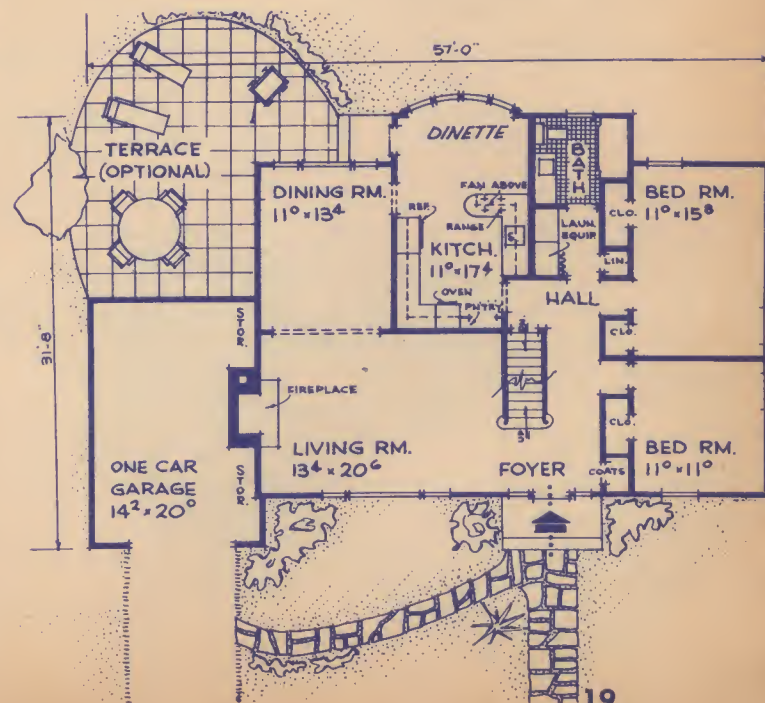 57'-0"
TERRACE
(OPTIONAL)
DINETTE
BATH
DINING RM.
11⁰ × 13⁴
FAN ABOVE
REF.
RANGE
S
KITCH.
11⁰ × 17⁴
LAUN.
EQUIP.
CLO.
BED RM.
11⁰ × 15⁸
LIN.
OVEN
PNTRY
HALL
31'-8"
STOR.
CLO.
FIREPLACE
LIVING RM.
13⁴ × 20⁶
FOYER
CLO.
COATS
BED RM.
11⁰ × 11⁰
ONE CAR
GARAGE
14² × 20⁰
STOR.
19